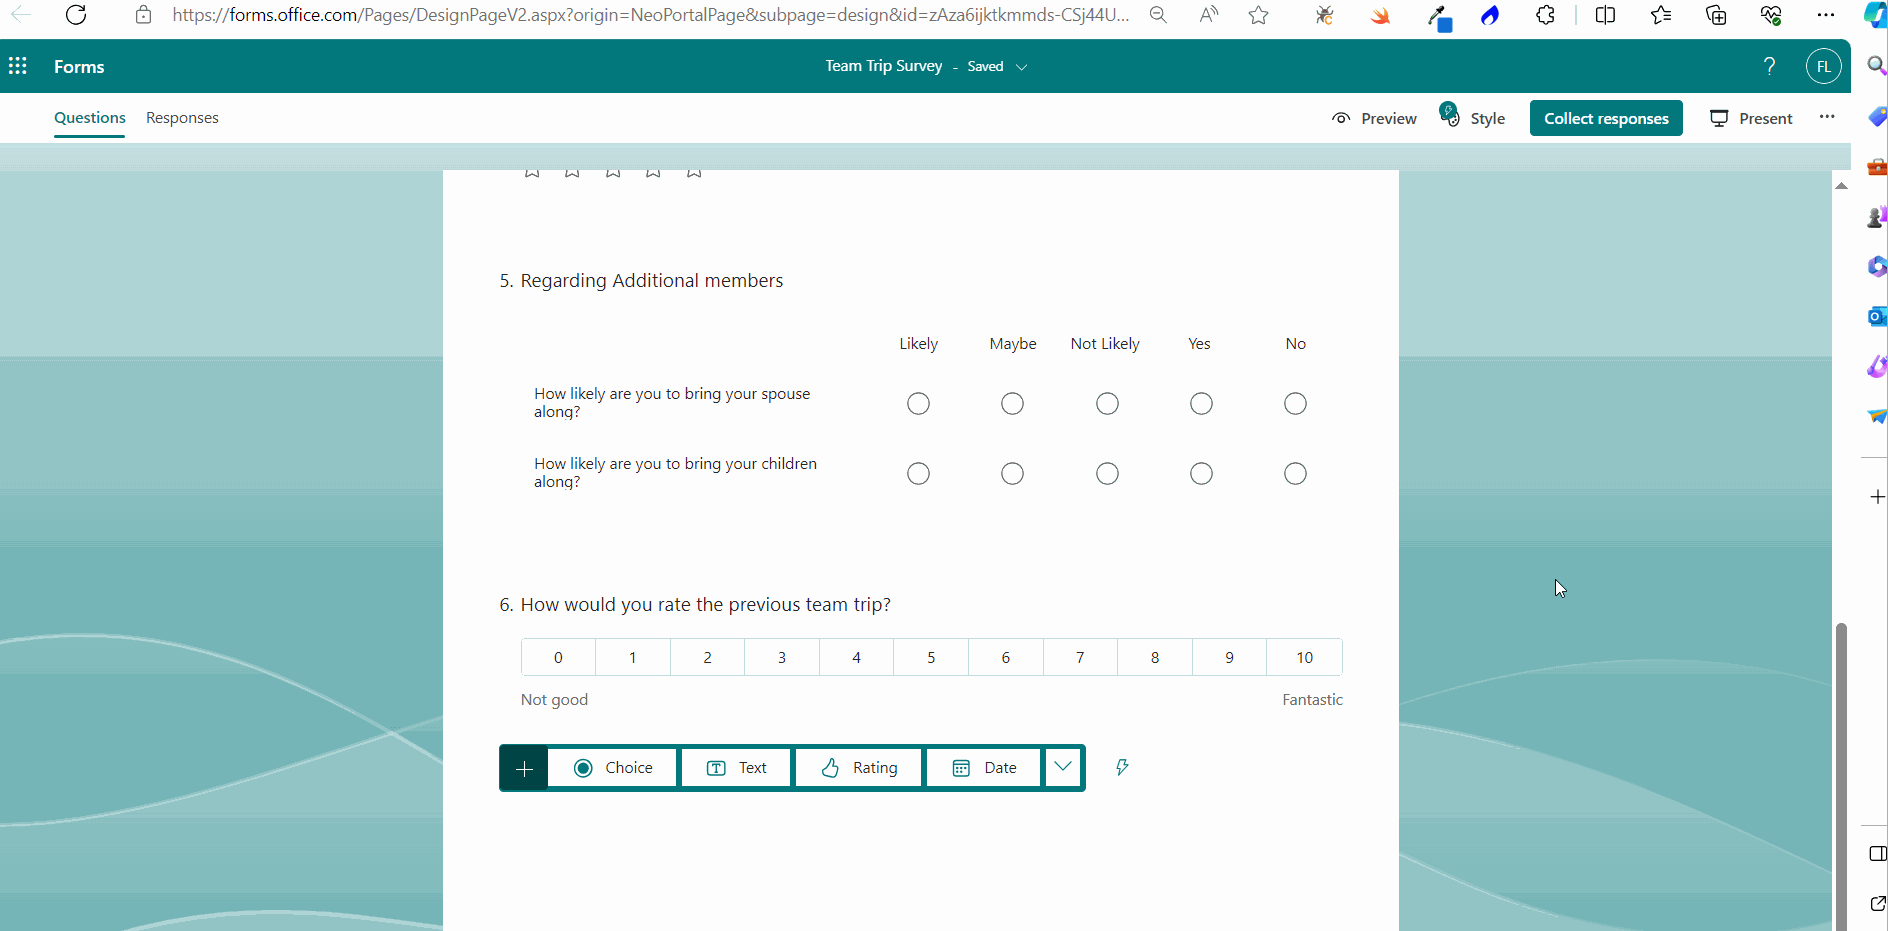 https://forms.office.com/Pages/DesignPageV2.aspx?origin=NeoPortalPage&subpage=design&id=zAza6ijktkmmds-CSj44U...
Forms
Team Trip Survey - Saved
? FL
Questions Responses
Preview Style Collect responses Present ...
5. Regarding Additional members
Likely Maybe Not Likely Yes No
How likely are you to bring your spouse
along?
How likely are you to bring your children
along?
6. How would you rate the previous team trip?
0 1 2 3 4 5 6 7 8 9 10
Not good Fantastic
+ Choice Text Rating Date